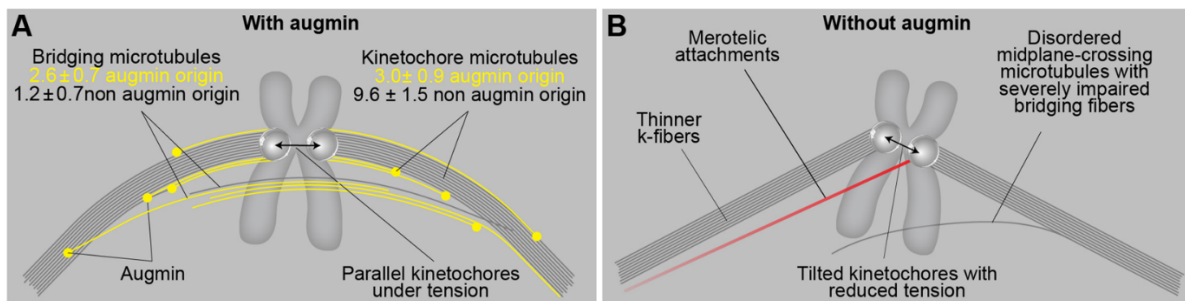 A
With augmin
Bridging microtubules
2.6±0.7 augmin origin
1.2±0.7non augmin origin
Kinetochore microtubules
3.0± 0.9 augmin origin
9.6 ± 1.5 non augmin origin
Augmin
Parallel kinetochores
under tension
B
Without augmin
Merotelic
attachments
Disordered
midplane-crossing
microtubules with
severely impaired
bridging fibers
Thinner
k-fibers
Tilted kinetochores with
reduced tension